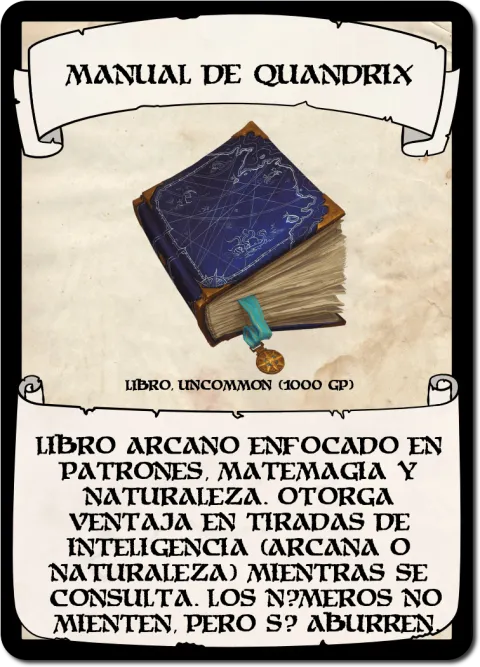 MANUAL DE QUANDRIX
LIBRO, UNCOMMON (1000 GP)
LIBRO ARCANO ENFOCADO EN
PATRONES, MATEMAGIA Y
NATURALEZA. OTORGA
VENTAJA EN TIRADAS DE
INTELIGENCIA (ARCANA O
NATURALEZA) MIENTRAS SE
CONSULTA. LOS N?MEROS NO
MIENTEN, PERO S? ABURREN.